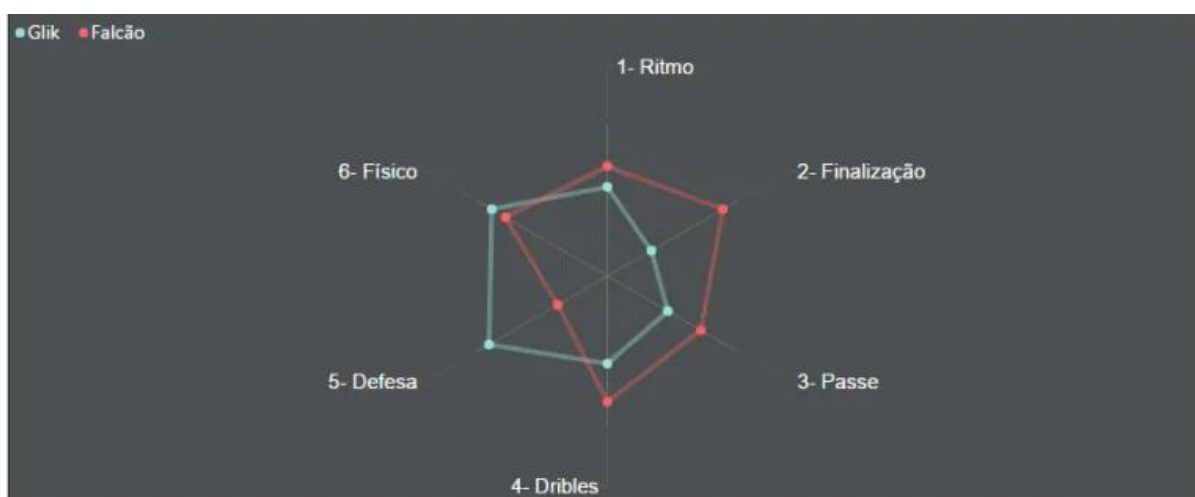 Glik Falcão
1- Ritmo
6- Físico
2- Finalização
5- Defesa
3- Passe
4- Dribles